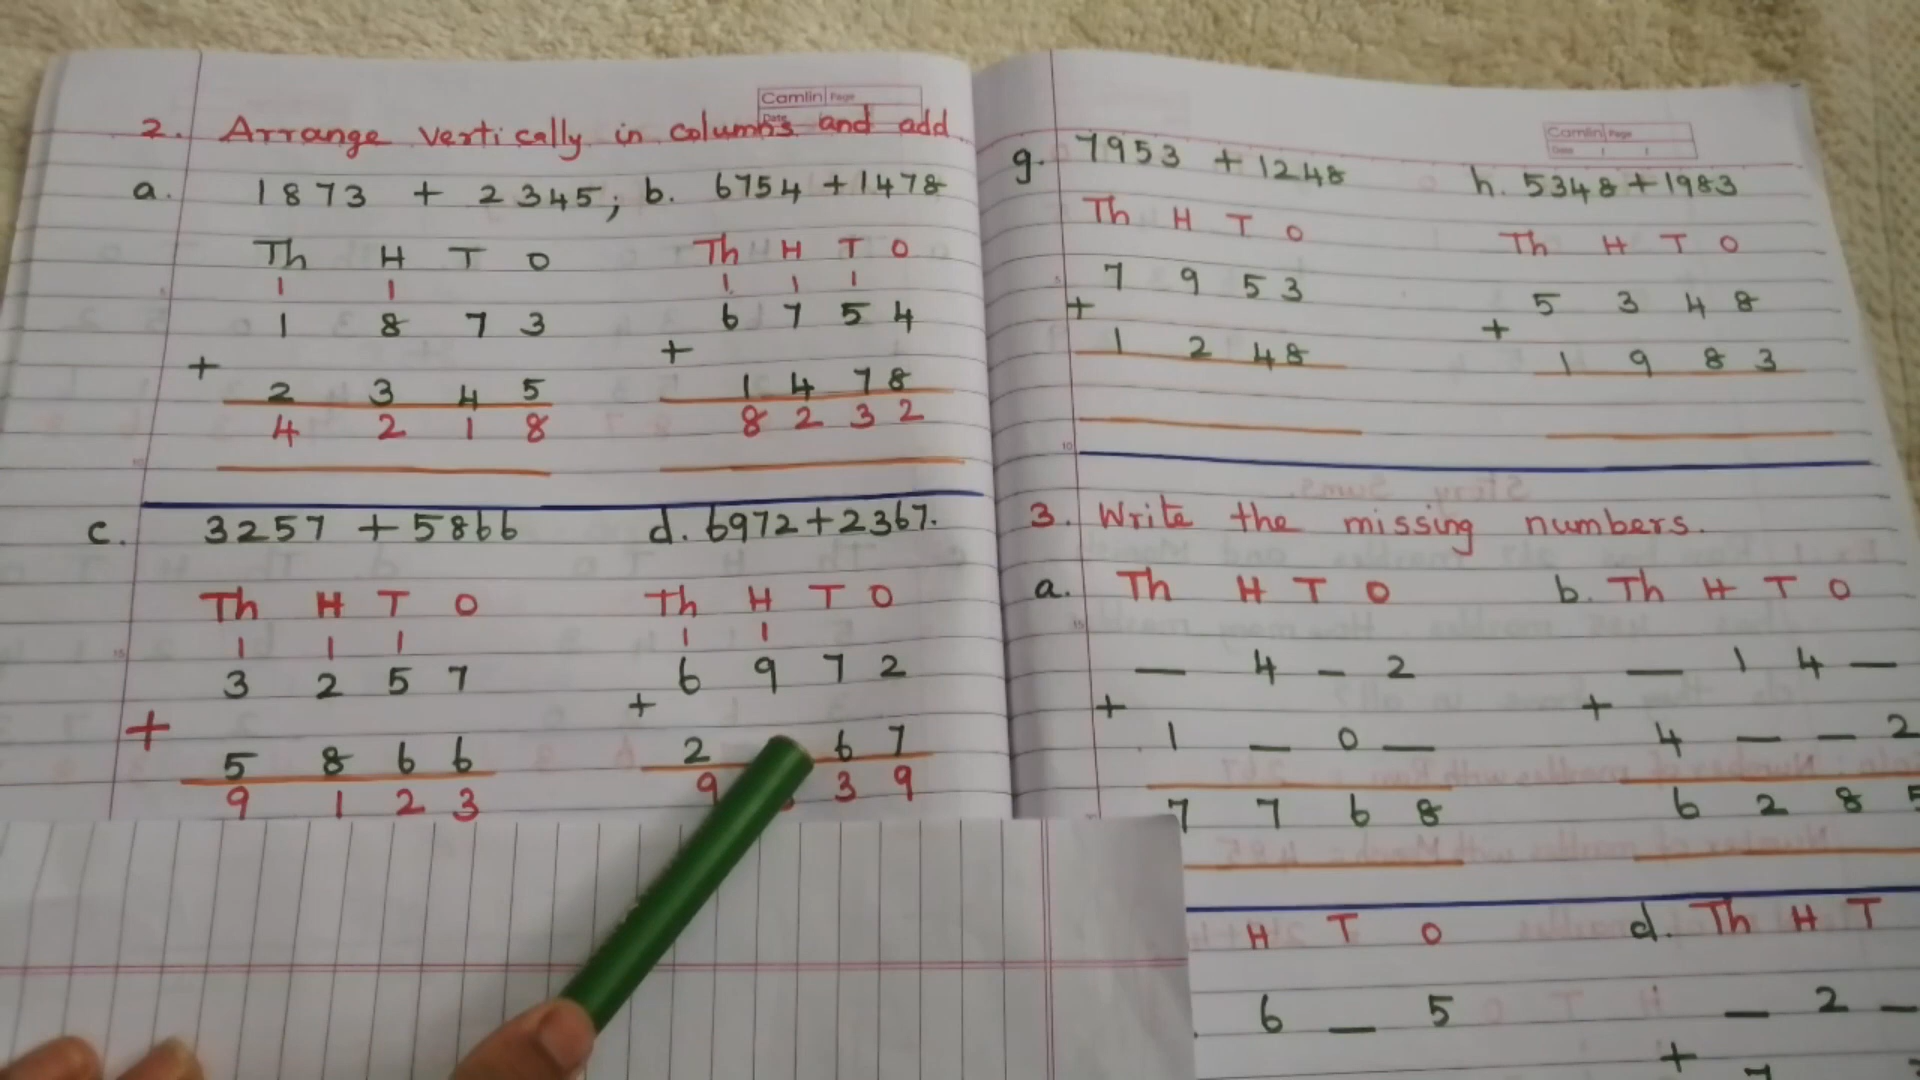 Camlin Page
Date
2. Arrange vertically in columns and add
a. 1873 + 2345; b. 6754 + 1478
Th H T O
1 1
1 8 7 3
+
2 3 4 5
4 2 1 8
Th H T O
1 1 1
6 7 5 4
+
1 4 7 8
8 2 3 2
c. 3257 + 5866
Th H T O
1 1 1
3 2 5 7
+
5 8 6 6
9 1 2 3
d. 6972 + 2367.
Th H T O
1 1
6 9 7 2
+
2 6 7
9 3 9
Camlin Page
Date
g. 7953 + 1248
Th H T O
7 9 5 3
+
1 2 4 8
h. 5348 + 1983
Th H T O
5 3 4 8
+
1 9 8 3
3. Write the missing numbers.
a. Th H T O
_ 4 _ 2
+
1 _ 0 _
7 7 6 8
b. Th H T O
_ 1 4 _
+
4 _ _ 2
6 2 8 5
H T O
6 _ 5
d. Th H T
_ 2 _
+